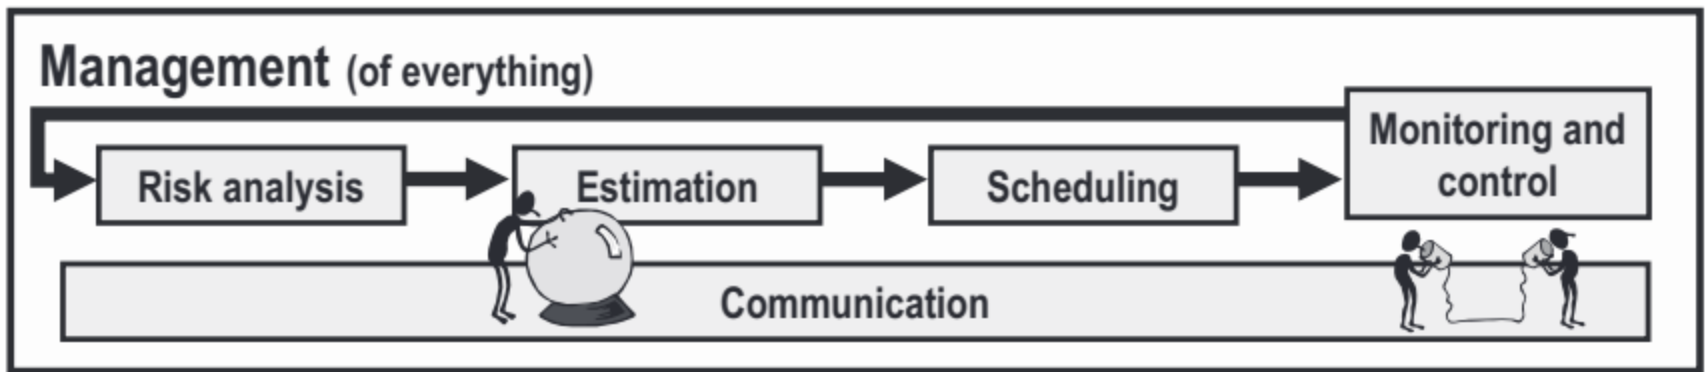 Management (of everything)
Risk analysis
Estimation
Scheduling
Monitoring and
control
Communication